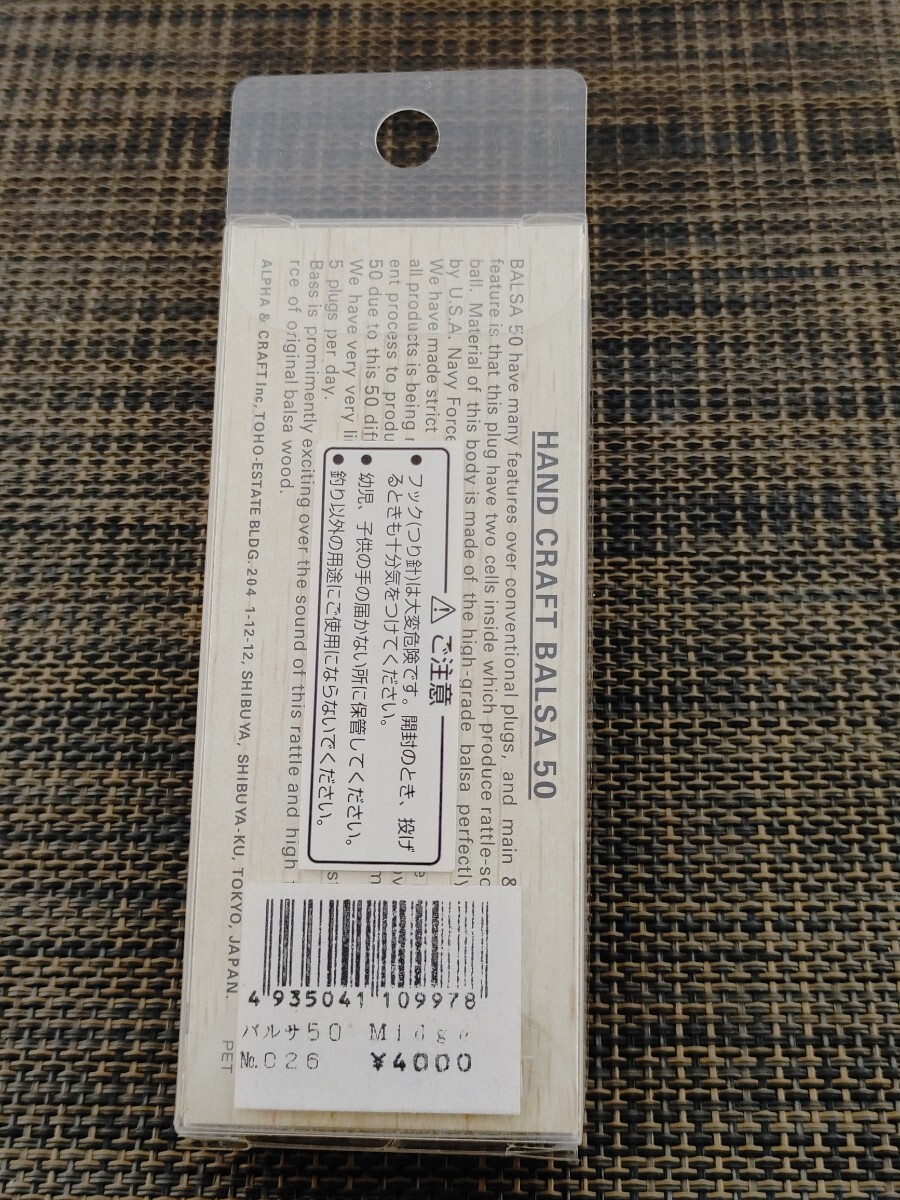 HAND CRAFT BALSA 50
BALSA 50 have many features over conventional plugs, and main &
feature is that this plug have two cells inside which produce rattle-so
ball. Material of this body is made of the high-grade balsa perfectly
by U.S.A. Navy Force
We have made strict
all products is being
ent process to produ
50 due to this 50 dif
We have very very li
5 plugs per day.
Bass is promimently exciting over the sound of this rattle and high
rce of original balsa wood.
ALPHA & CRAFT Inc, TOHO-ESTATE BLDG. 204 1-12-12, SHIBUYA, SHIBUYA-KU, TOKYO, JAPAN.
PET
⚠ ご注意
●フック(つり針)は大変危険です。開封のとき、投げ
るときも十分気をつけてください。
●幼児、子供の手の届かない所に保管してください。
●釣り以外の用途にご使用にならないでください。
4935041109978
バルサ50 Midge
№.026 ¥4000